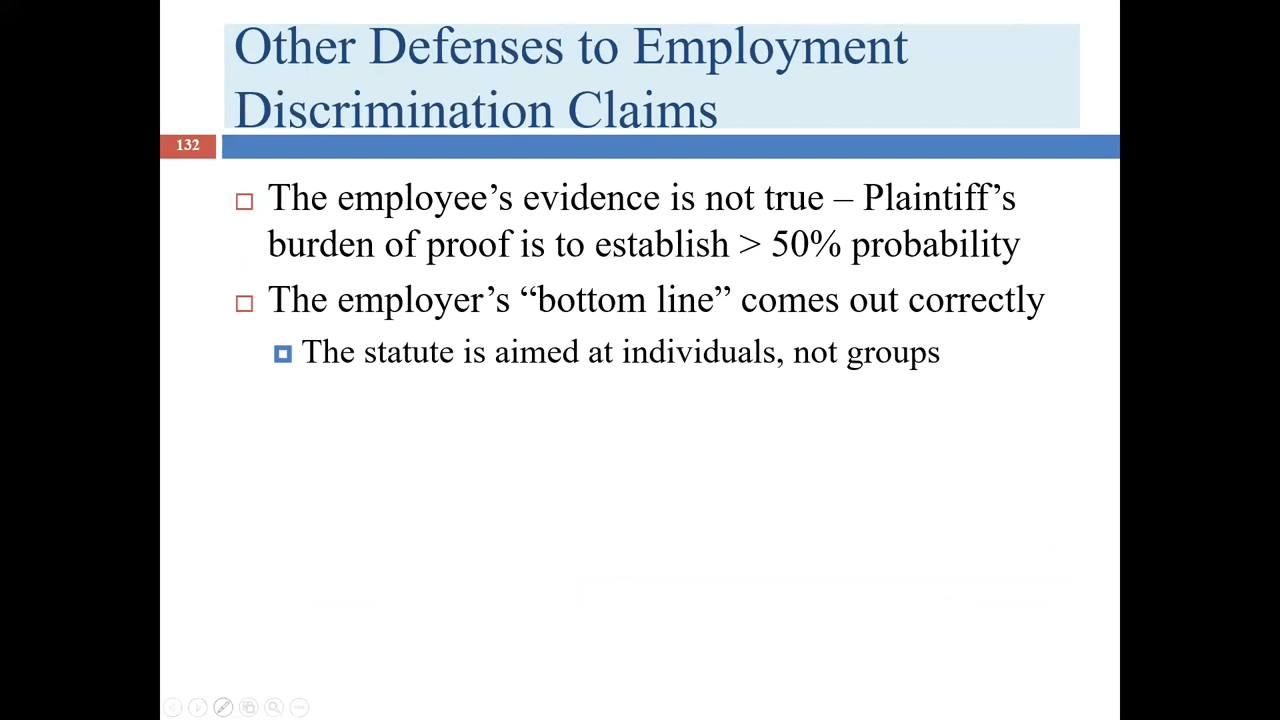 Other Defenses to Employment
Discrimination Claims
132
The employee’s evidence is not true – Plaintiff’s
burden of proof is to establish > 50% probability
The employer’s “bottom line” comes out correctly
The statute is aimed at individuals, not groups